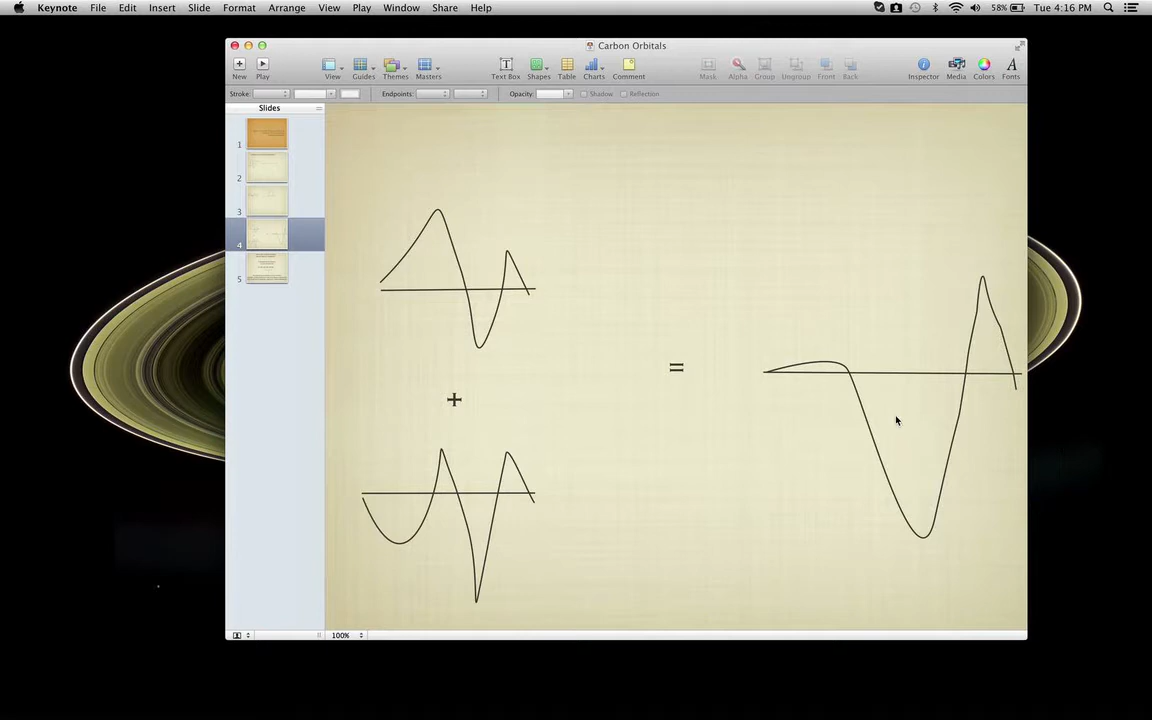 Keynote File Edit Insert Slide Format Arrange View Play Window Share Help 58% Tue 4:16 PM
Carbon Orbitals
New Play View Guides Themes Masters Text Box Shapes Table Charts Comment Mask Alpha Group Ungroup Front Back Inspector Media Colors Fonts
Stroke: Endpoints: Opacity: Shadow Reflection
Slides
1
2
3
4
5
=
+
100%